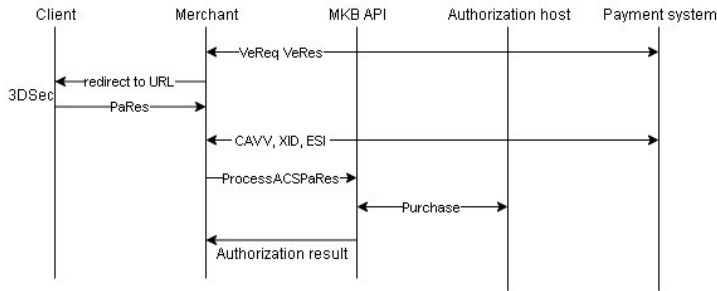 Client Merchant MKB API Authorization host Payment system
VeReq VeRes
redirect to URL
3DSec
PaRes
CAVV, XID, ESI
ProcessACSPaRes
Purchase
Authorization result